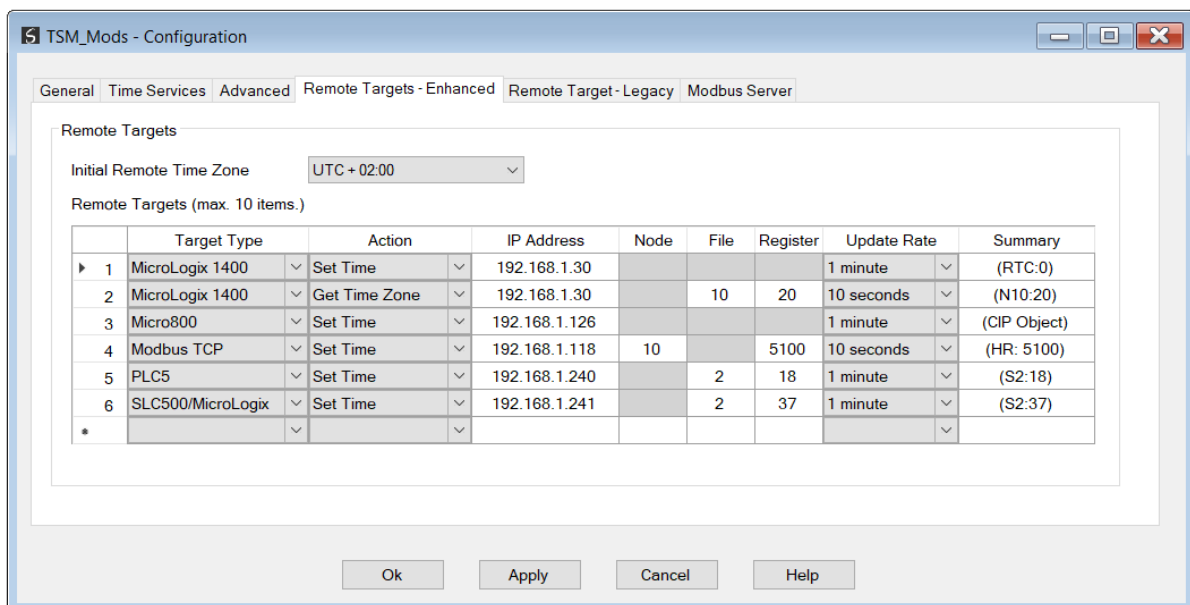 TSM_Mods - Configuration
General Time Services Advanced Remote Targets - Enhanced Remote Target - Legacy Modbus Server
Remote Targets
Initial Remote Time Zone UTC + 02:00
Remote Targets (max. 10 items.)
Target Type Action IP Address Node File Register Update Rate Summary
1 MicroLogix 1400 Set Time 192.168.1.30 1 minute (RTC:0)
2 MicroLogix 1400 Get Time Zone 192.168.1.30 10 20 10 seconds (N10:20)
3 Micro800 Set Time 192.168.1.126 1 minute (CIP Object)
4 Modbus TCP Set Time 192.168.1.118 10 5100 10 seconds (HR: 5100)
5 PLC5 Set Time 192.168.1.240 2 18 1 minute (S2:18)
6 SLC500/MicroLogix Set Time 192.168.1.241 2 37 1 minute (S2:37)
*
Ok Apply Cancel Help